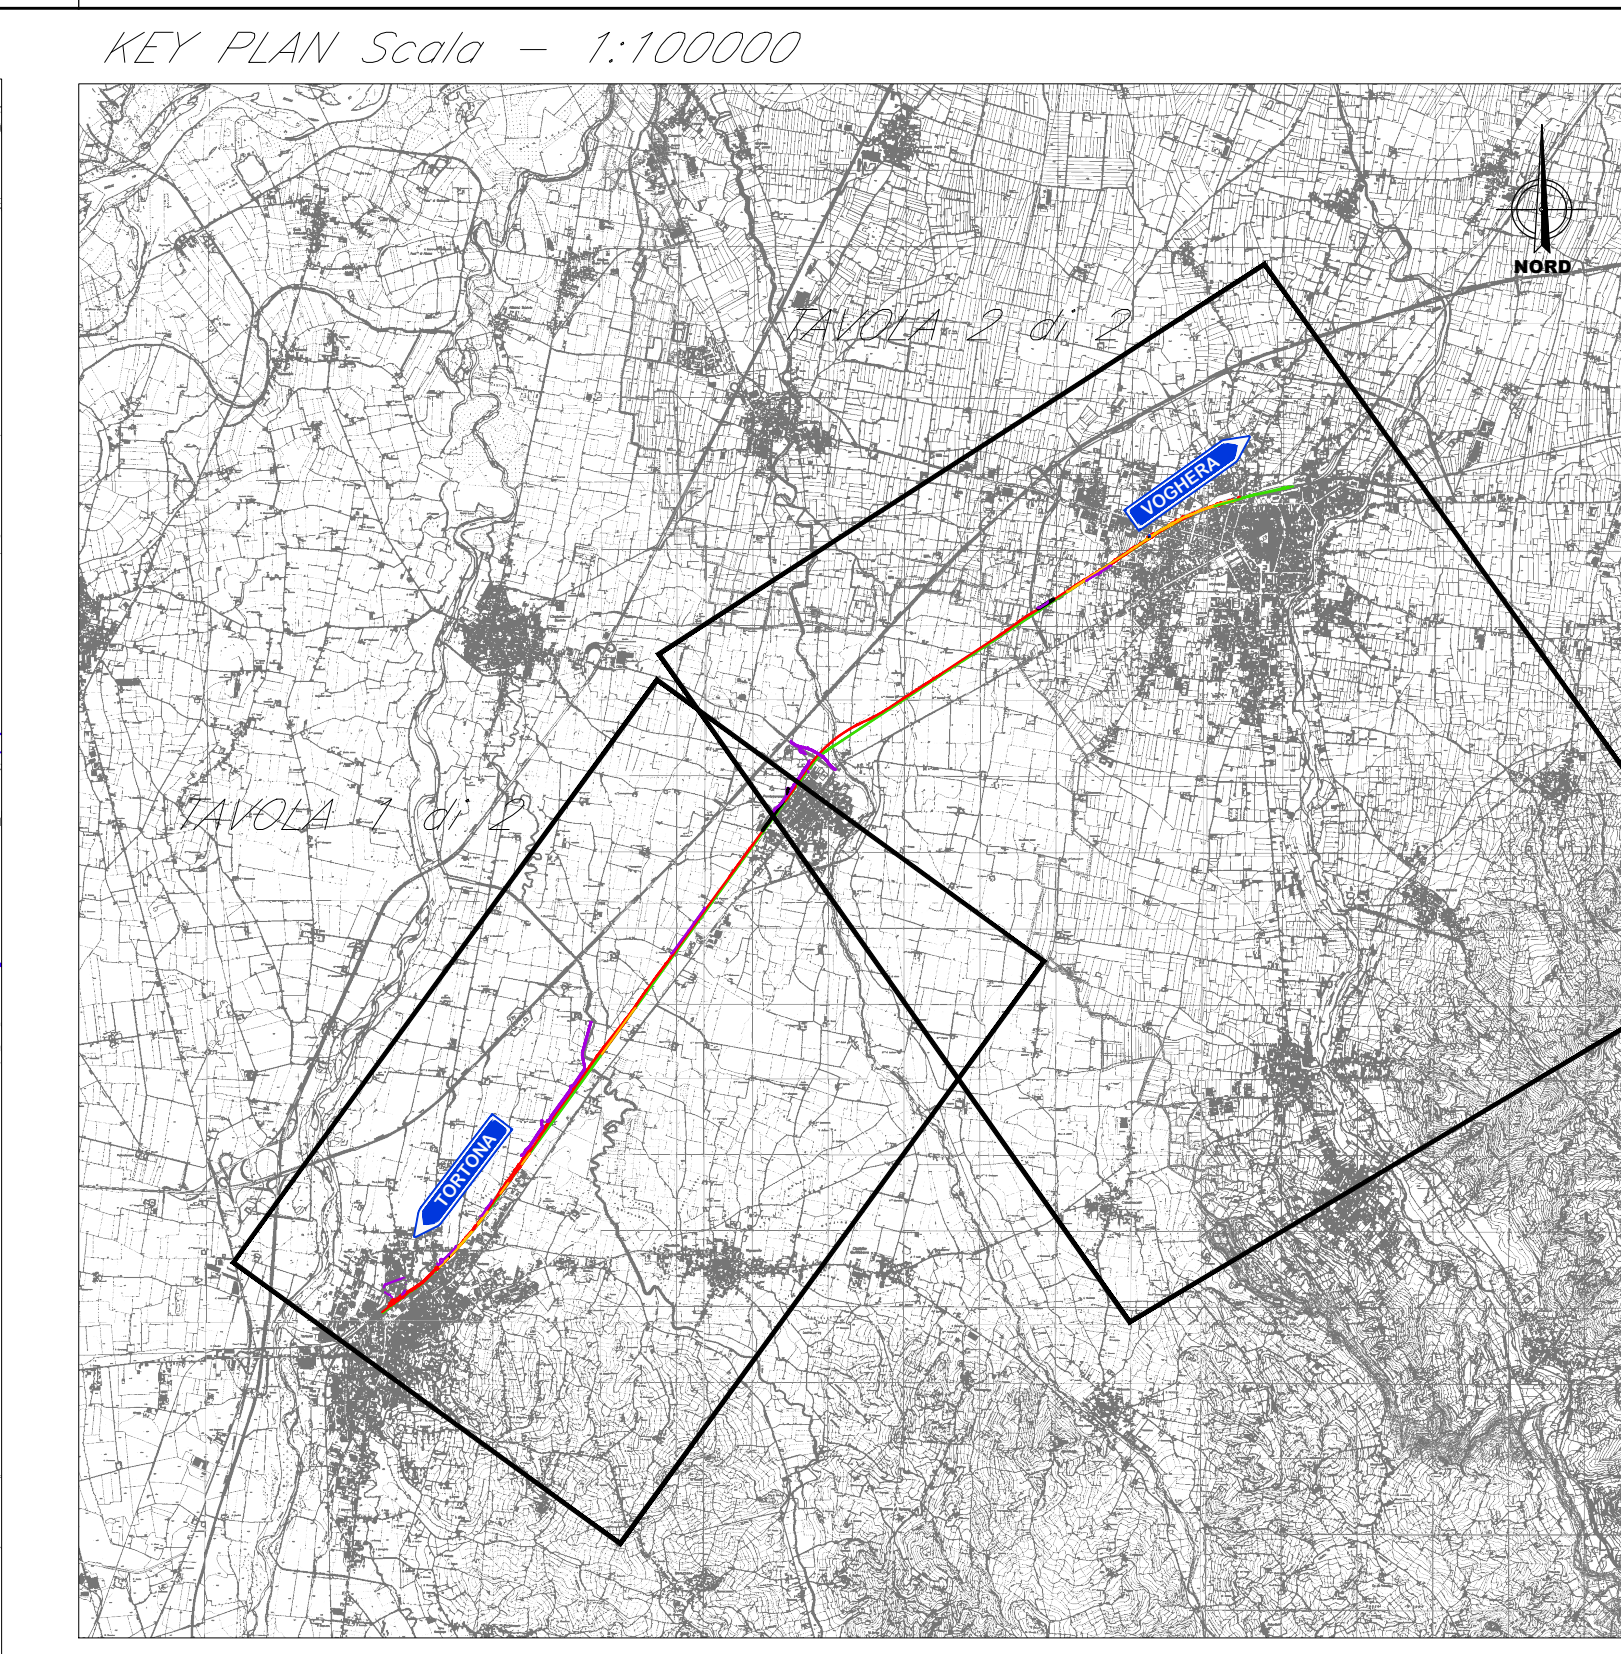 KEY PLAN Scala - 1:100000
NORD
TAVOLA 2 di 2
VOGHERA
TAVOLA 1 di 2
TORTONA